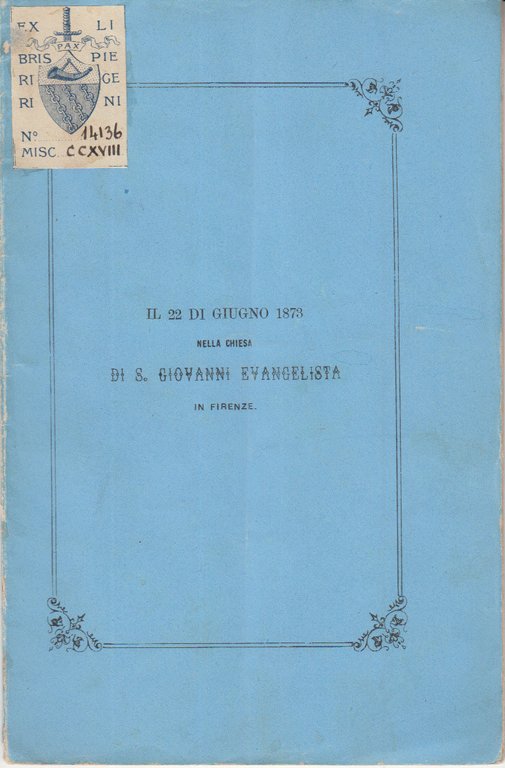 EX LI
PAX
BRIS PIE
RI GE
RI NI
Nº 14136
MISC. CCXVIII
IL 22 DI GIUGNO 1873
NELLA CHIESA
DI S. GIOVANNI EVANGELISTA
IN FIRENZE.